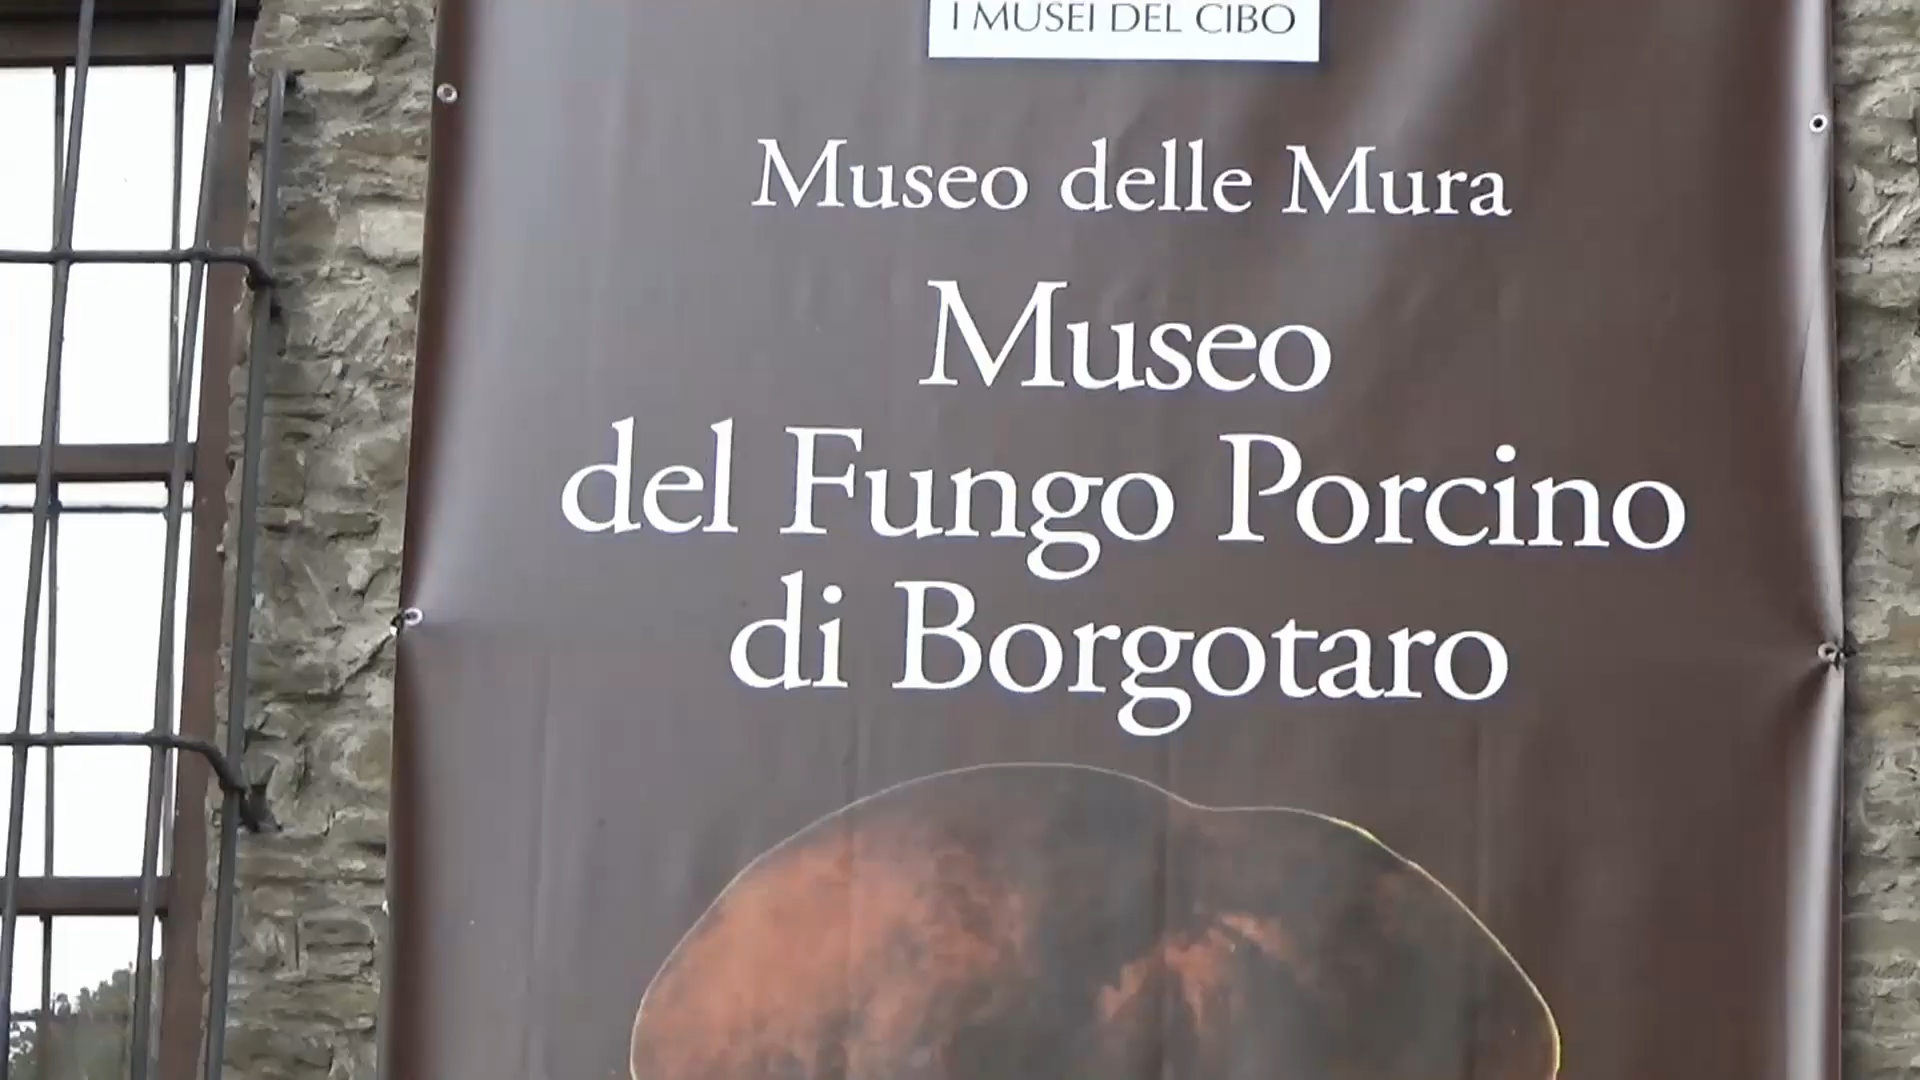 I MUSEI DEL CIBO
Museo delle Mura
Museo
del Fungo Porcino
di Borgotaro